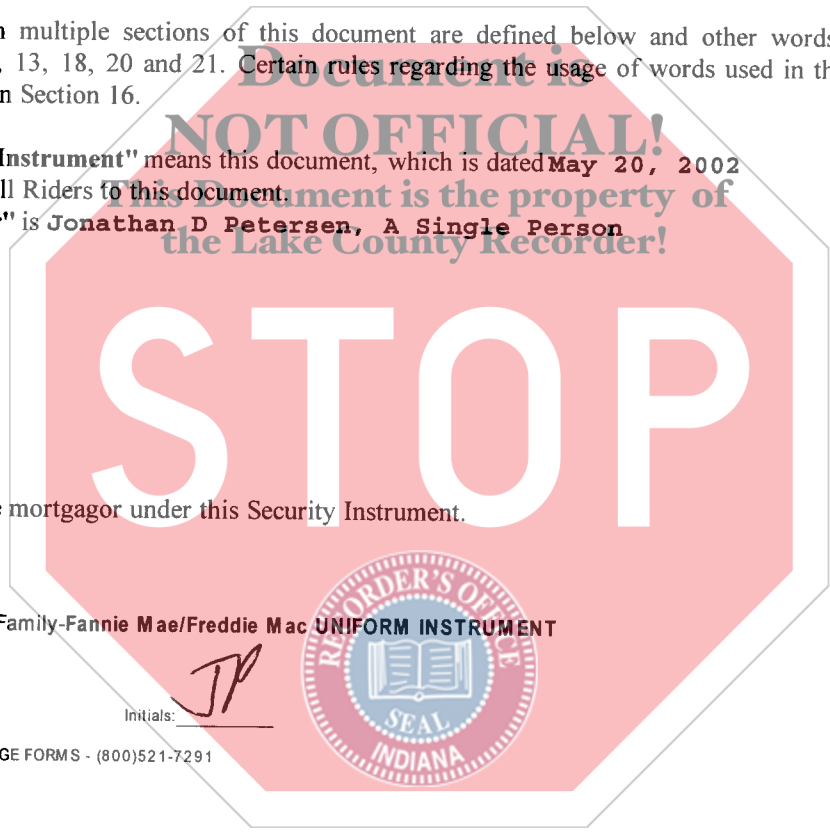 multiple sections of this document are defined below and other words
, 13, 18, 20 and 21. Certain rules regarding the usage of words used in th
n Section 16.
Document is
NOT OFFICIAL!
This Document is the property of
the Lake County Recorder!
Instrument" means this document, which is dated May 20, 2002
ll Riders to this document.
" is Jonathan D Petersen, A Single Person
STOP
mortgagor under this Security Instrument.
Family-Fannie Mae/Freddie Mac UNIFORM INSTRUMENT
RECORDER'S OFFICE
SEAL
INDIANA
Initials: JP
GE FORMS - (800)521-7291